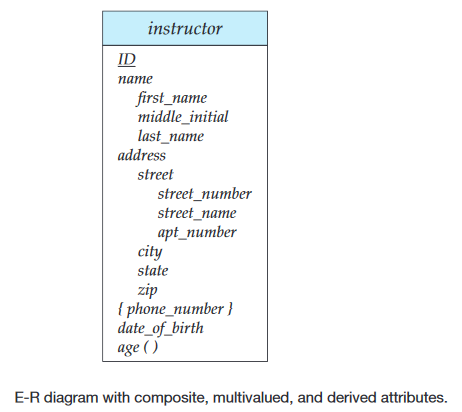 instructor
ID
name
first_name
middle_initial
last_name
address
street
street_number
street_name
apt_number
city
state
zip
{ phone_number }
date_of_birth
age ( )
E-R diagram with composite, multivalued, and derived attributes.